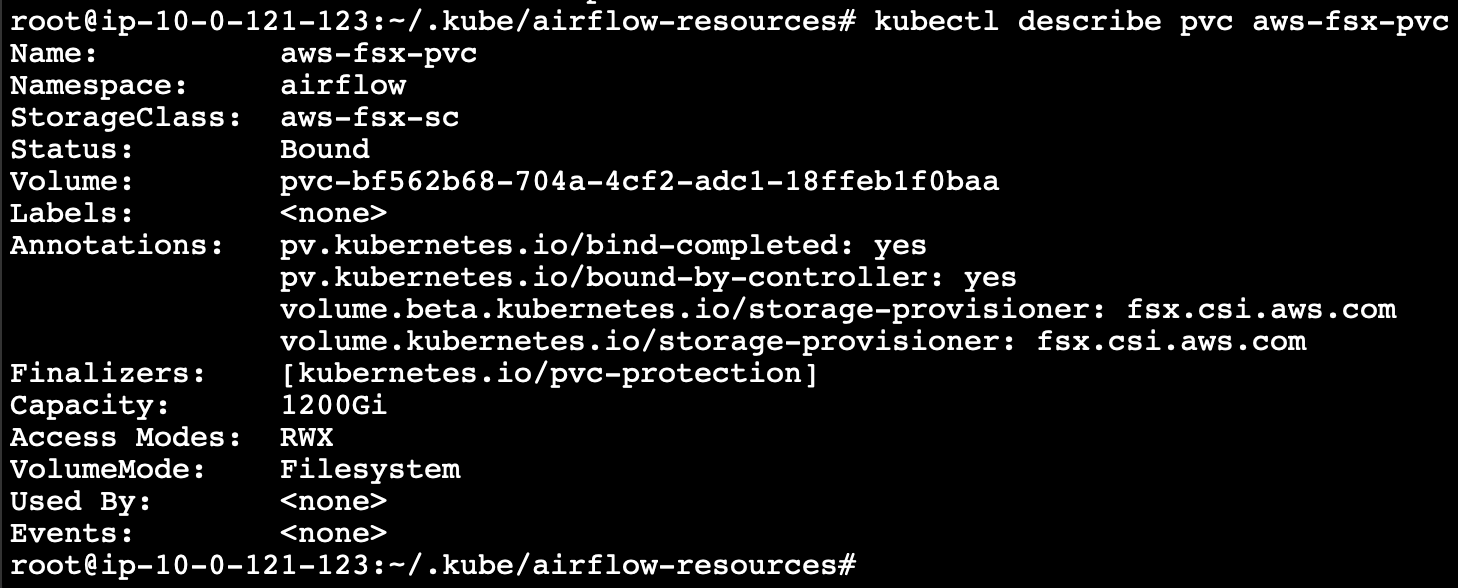 root@ip-10-0-121-123:~/.kube/airflow-resources# kubectl describe pvc aws-fsx-pvc
Name:          aws-fsx-pvc
Namespace:     airflow
StorageClass:  aws-fsx-sc
Status:        Bound
Volume:        pvc-bf562b68-704a-4cf2-adc1-18ffeb1f0baa
Labels:        <none>
Annotations:   pv.kubernetes.io/bind-completed: yes
               pv.kubernetes.io/bound-by-controller: yes
               volume.beta.kubernetes.io/storage-provisioner: fsx.csi.aws.com
               volume.kubernetes.io/storage-provisioner: fsx.csi.aws.com
Finalizers:    [kubernetes.io/pvc-protection]
Capacity:      1200Gi
Access Modes:  RWX
VolumeMode:    Filesystem
Used By:       <none>
Events:        <none>
root@ip-10-0-121-123:~/.kube/airflow-resources#